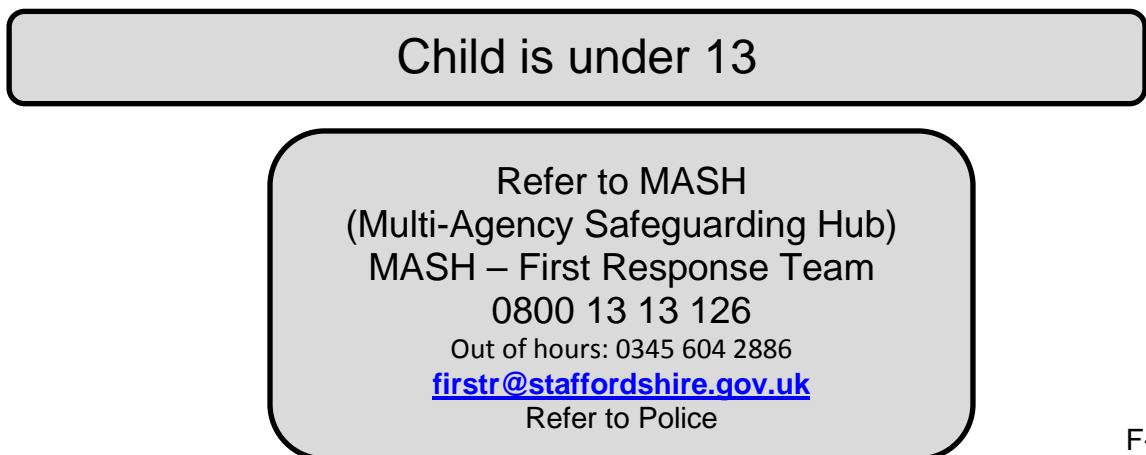 Child is under 13
Refer to MASH
(Multi-Agency Safeguarding Hub)
MASH – First Response Team
0800 13 13 126
Out of hours: 0345 604 2886
firstr@staffordshire.gov.uk
Refer to Police
F-